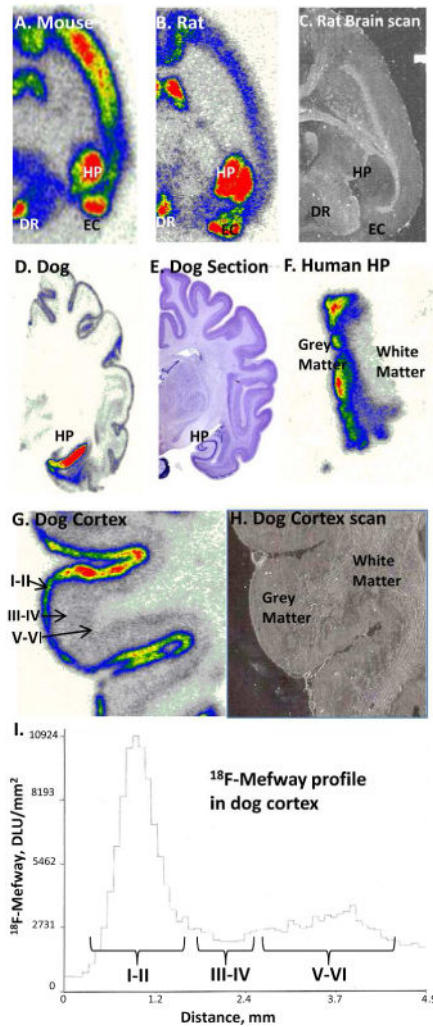 A. Mouse
B. Rat
C. Rat Brain scan
HP
DR
EC
HP
DR
EC
HP
DR
EC
D. Dog
E. Dog Section
F. Human HP
HP
HP
Grey
Matter
White
Matter
G. Dog Cortex
I-II
III-IV
V-VI
H. Dog Cortex scan
Grey
Matter
White
Matter
I.
10924
8193
5462
2731
0
¹⁸F-Mefway, DLU/mm²
¹⁸F-Mefway profile
in dog cortex
I-II
III-IV
V-VI
0
1.2
2.4
3.7
4.9
Distance, mm